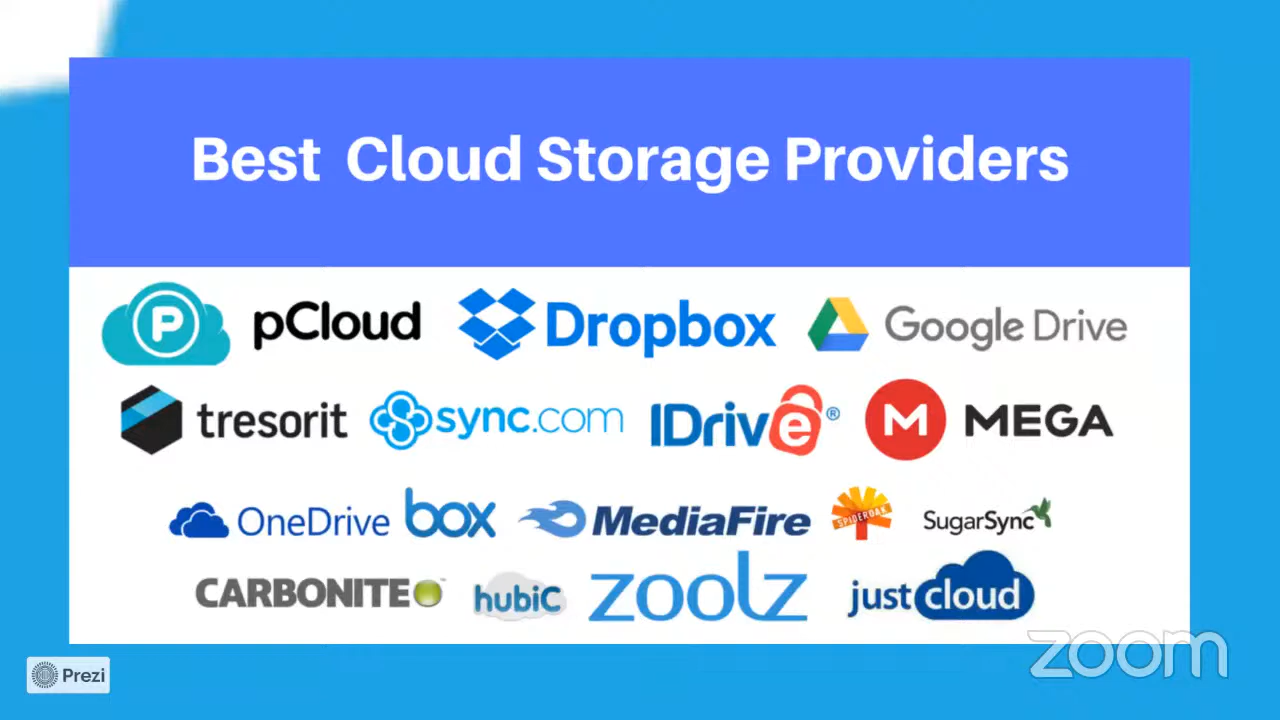 Best Cloud Storage Providers
P pCloud Dropbox Google Drive
tresorit sync.com IDrive® M MEGA
OneDrive box MediaFire SPIDEROAK SugarSync
CARBONITE™ hubiC zoolz justcloud
zoom
Prezi